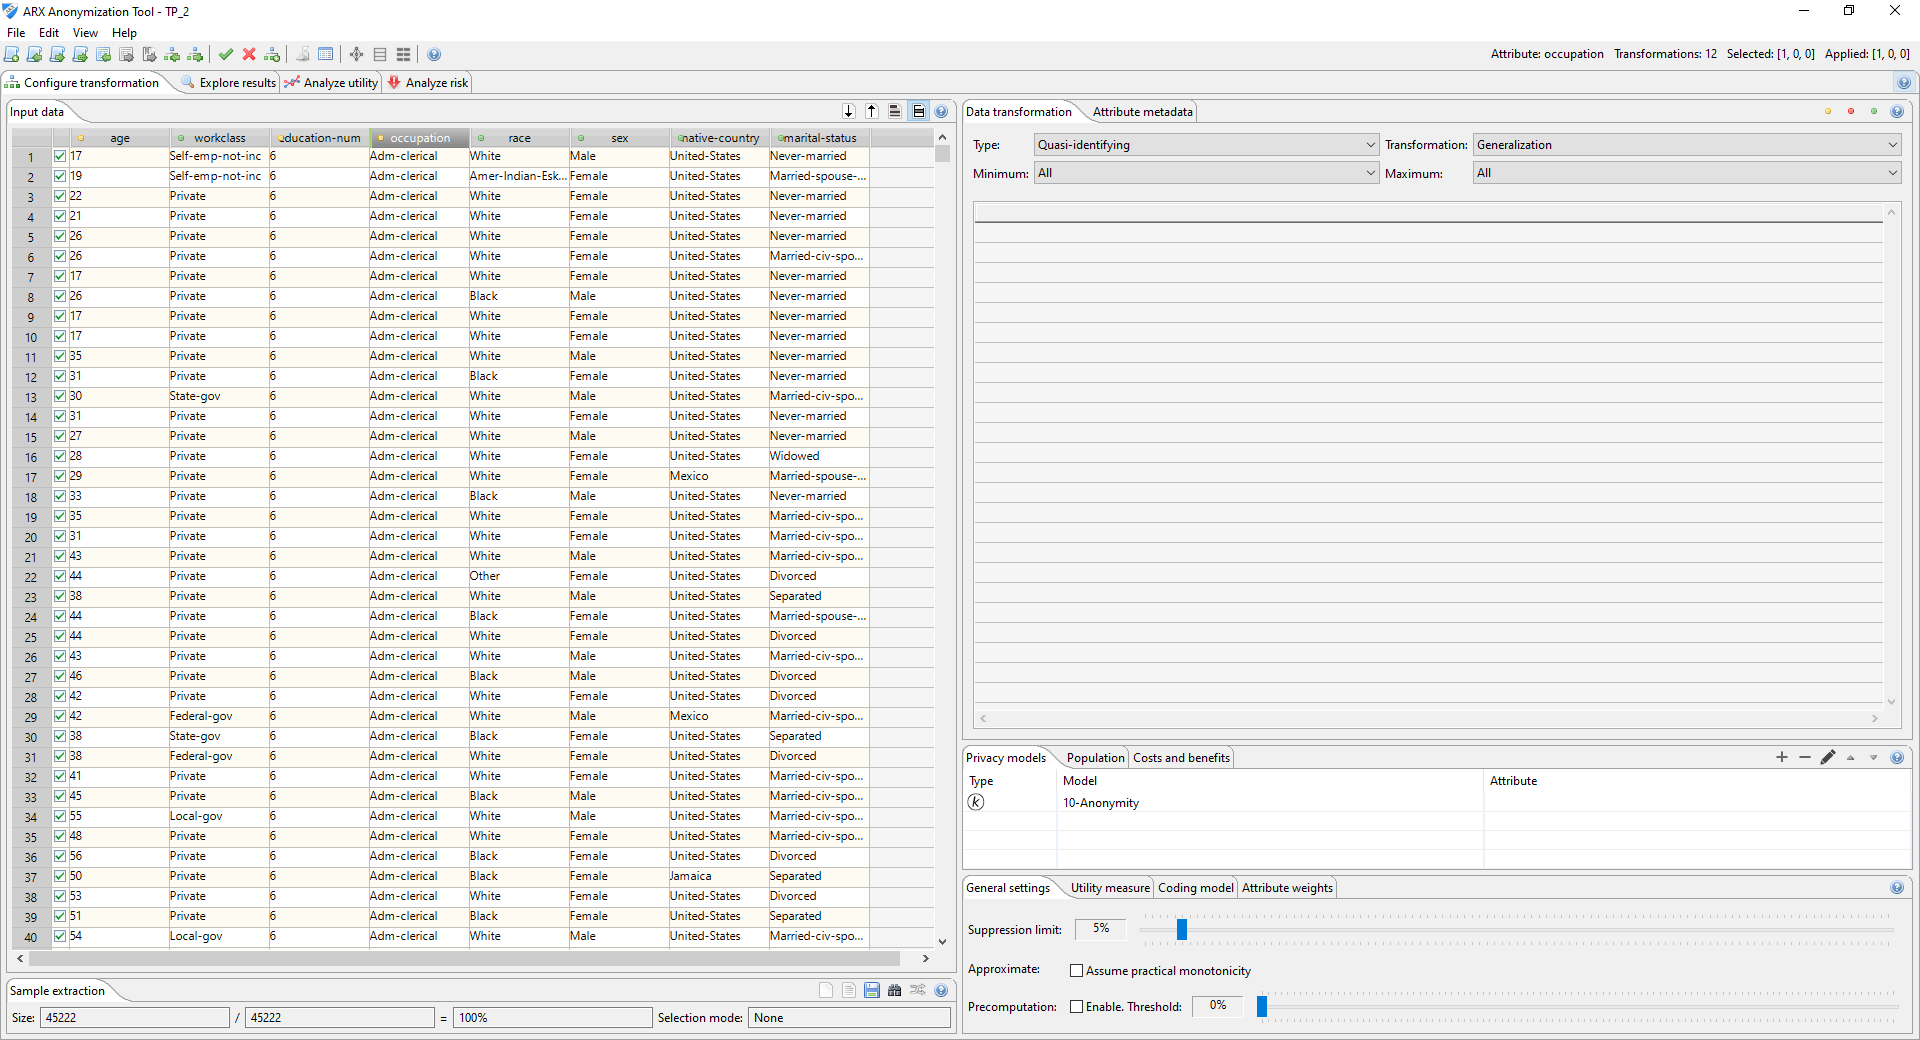 ARX Anonymization Tool - TP_2
File Edit View Help
Attribute: occupation Transformations: 12 Selected: [1, 0, 0] Applied: [1, 0, 0]
Configure transformation Explore results Analyze utility Analyze risk
Input data
age workclass ducation-num occupation race sex native-country marital-status
1 17 Self-emp-not-inc 6 Adm-clerical White Male United-States Never-married
2 19 Self-emp-not-inc 6 Adm-clerical Amer-Indian-Esk... Female United-States Married-spouse-...
3 22 Private 6 Adm-clerical White Female United-States Never-married
4 21 Private 6 Adm-clerical White Female United-States Never-married
5 26 Private 6 Adm-clerical White Female United-States Never-married
6 26 Private 6 Adm-clerical White Female United-States Married-civ-spo...
7 17 Private 6 Adm-clerical White Female United-States Never-married
8 26 Private 6 Adm-clerical Black Male United-States Never-married
9 17 Private 6 Adm-clerical White Female United-States Never-married
10 17 Private 6 Adm-clerical White Female United-States Never-married
11 35 Private 6 Adm-clerical White Male United-States Never-married
12 31 Private 6 Adm-clerical Black Female United-States Never-married
13 30 State-gov 6 Adm-clerical White Male United-States Married-civ-spo...
14 31 Private 6 Adm-clerical White Female United-States Never-married
15 27 Private 6 Adm-clerical White Male United-States Never-married
16 28 Private 6 Adm-clerical White Female United-States Widowed
17 29 Private 6 Adm-clerical White Female Mexico Married-spouse-...
18 33 Private 6 Adm-clerical Black Male United-States Never-married
19 35 Private 6 Adm-clerical White Female United-States Married-civ-spo...
20 31 Private 6 Adm-clerical White Female United-States Married-civ-spo...
21 43 Private 6 Adm-clerical White Male United-States Married-civ-spo...
22 44 Private 6 Adm-clerical Other Female United-States Divorced
23 38 Private 6 Adm-clerical White Male United-States Separated
24 44 Private 6 Adm-clerical Black Female United-States Married-spouse-...
25 44 Private 6 Adm-clerical White Female United-States Divorced
26 43 Private 6 Adm-clerical White Male United-States Married-civ-spo...
27 46 Private 6 Adm-clerical Black Male United-States Divorced
28 42 Private 6 Adm-clerical White Female United-States Divorced
29 42 Federal-gov 6 Adm-clerical White Male Mexico Married-civ-spo...
30 38 State-gov 6 Adm-clerical Black Female United-States Separated
31 38 Federal-gov 6 Adm-clerical White Female United-States Divorced
32 41 Private 6 Adm-clerical White Female United-States Married-civ-spo...
33 45 Private 6 Adm-clerical Black Male United-States Married-civ-spo...
34 55 Local-gov 6 Adm-clerical White Male United-States Married-civ-spo...
35 48 Private 6 Adm-clerical White Female United-States Married-civ-spo...
36 56 Private 6 Adm-clerical Black Female United-States Divorced
37 50 Private 6 Adm-clerical Black Female Jamaica Separated
38 53 Private 6 Adm-clerical White Female United-States Divorced
39 51 Private 6 Adm-clerical Black Female United-States Separated
40 54 Local-gov 6 Adm-clerical White Male United-States Married-civ-spo...
Sample extraction
Size: 45222 / 45222 = 100% Selection mode: None
Data transformation Attribute metadata
Type: Quasi-identifying Transformation: Generalization
Minimum: All Maximum: All
Privacy models Population Costs and benefits
Type Model Attribute
k 10-Anonymity
General settings Utility measure Coding model Attribute weights
Suppression limit: 5%
Approximate: Assume practical monotonicity
Precomputation: Enable. Threshold: 0%